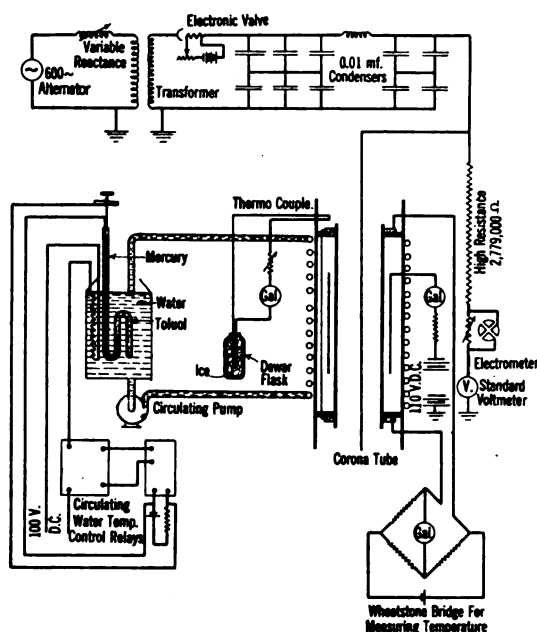 Electronic Valve
Variable
Reactance
600~
Alternator
Transformer
0.01 mf.
Condensers
Thermo Couple.
High Resistance
2,779,000 Ω
Mercury
Water
Toluol
Gal
Gal
Ice
Dewar
Flask
Electrometer
110 V.D.C.
V.
Standard
Voltmeter
Circulating Pump
Corona Tube
100 V.
D.C.
Circulating
Water Temp.
Control Relays
Gal
Wheatstone Bridge For
Measuring Temperature